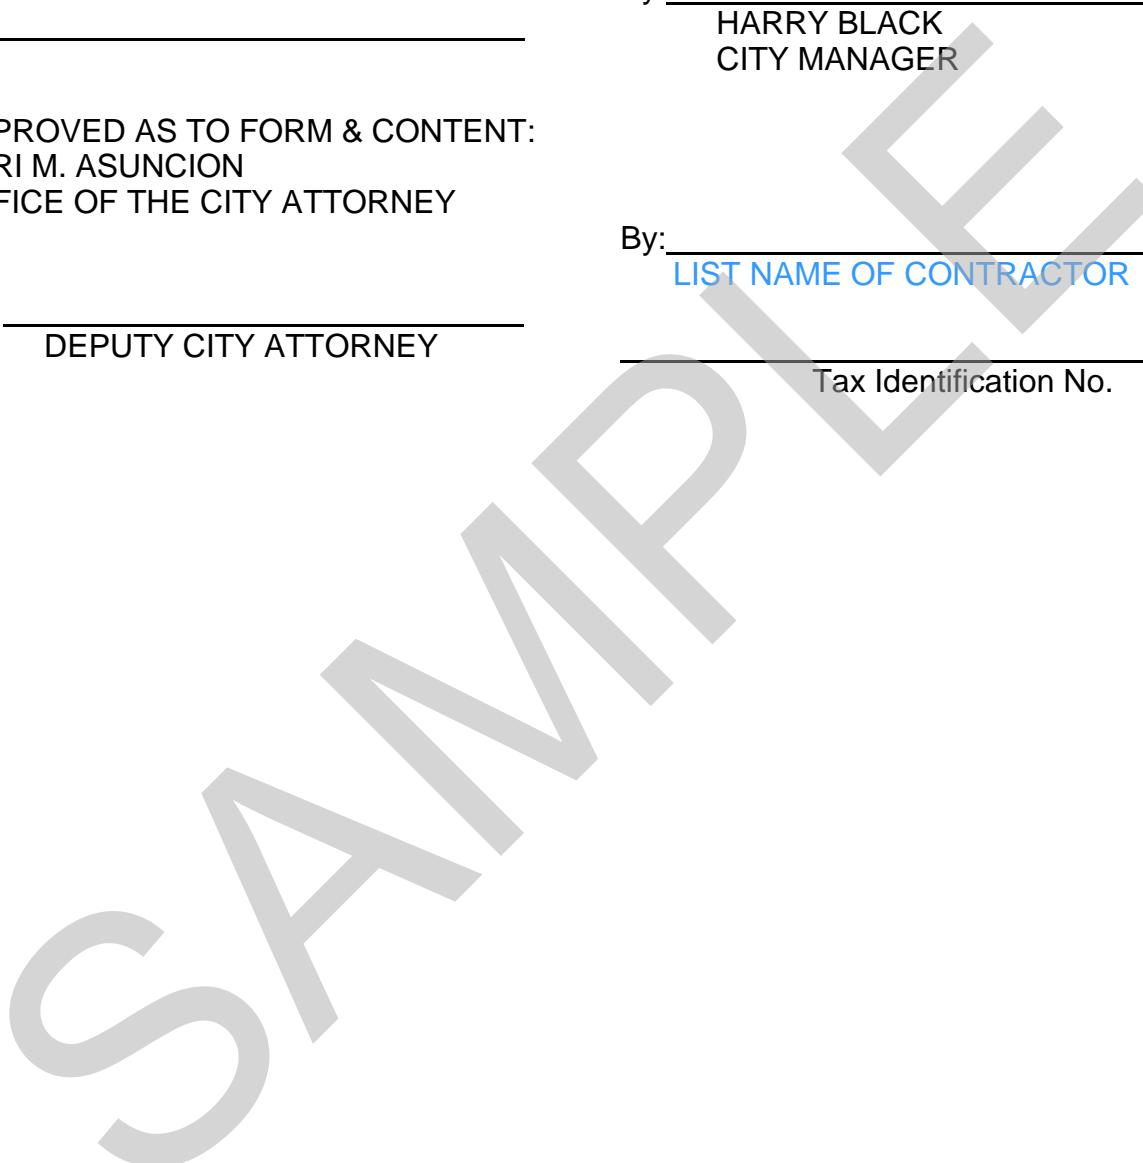 HARRY BLACK
CITY MANAGER
PROVED AS TO FORM & CONTENT:
RI M. ASUNCION
FICE OF THE CITY ATTORNEY
DEPUTY CITY ATTORNEY
By:
LIST NAME OF CONTRACTOR
Tax Identification No.
SAMPLE